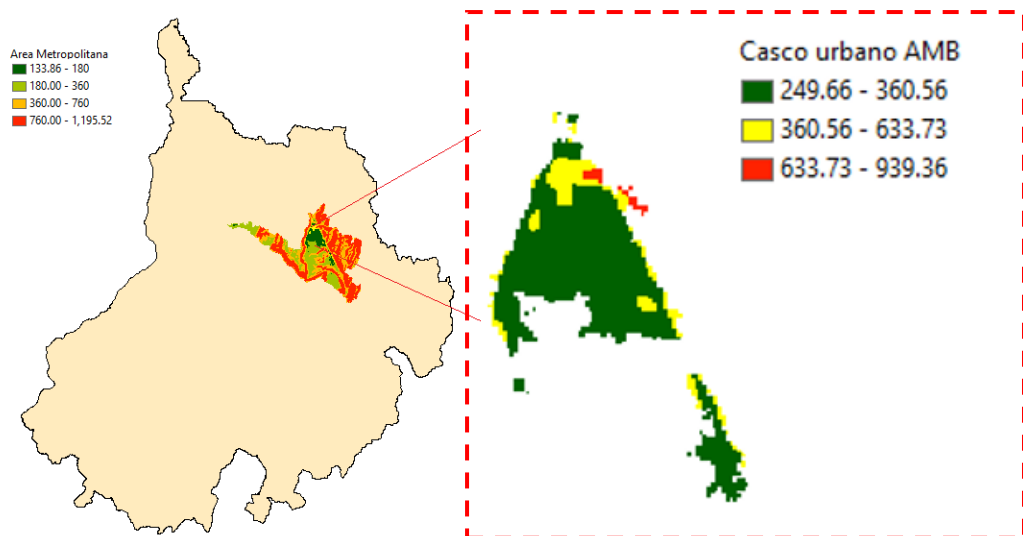 Area Metropolitana
133.86 - 180
180.00 - 360
360.00 - 760
760.00 - 1,195.52
Casco urbano AMB
249.66 - 360.56
360.56 - 633.73
633.73 - 939.36